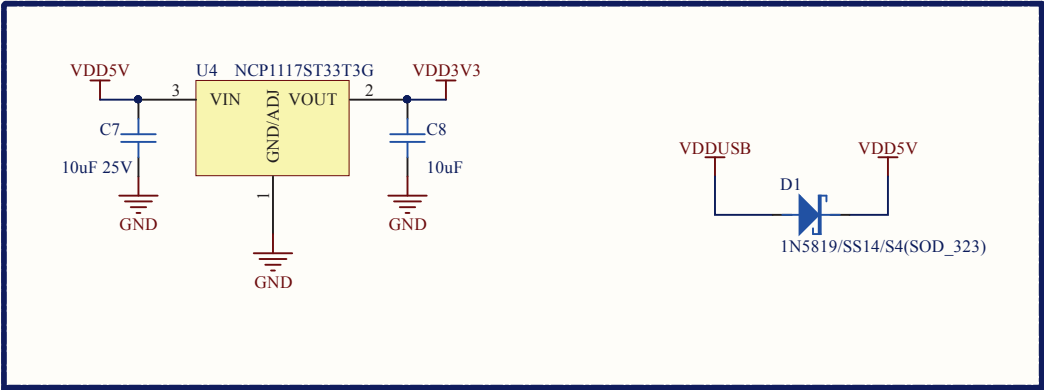 VDD5V
U4 NCP1117ST33T3G
VDD3V3
3
VIN
GND/ADJ
VOUT
2
C7
10uF 25V
GND
1
GND
C8
10uF
GND
VDDUSB
VDD5V
D1
1N5819/SS14/S4(SOD_323)